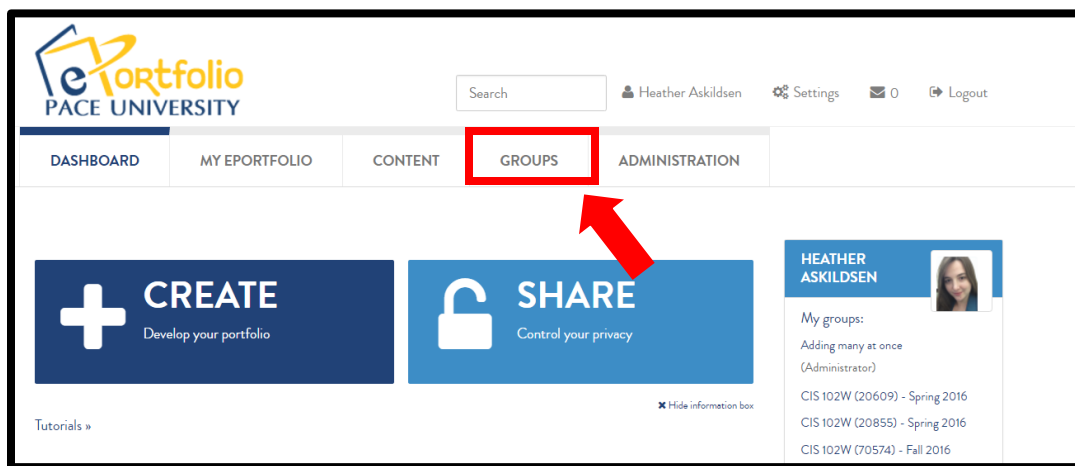 ePortfolio
PACE UNIVERSITY
Search
Heather Askildsen
Settings
0
Logout
DASHBOARD
MY EPORTFOLIO
CONTENT
GROUPS
ADMINISTRATION
CREATE
Develop your portfolio
SHARE
Control your privacy
✖ Hide information box
Tutorials »
HEATHER
ASKILDSEN
My groups:
Adding many at once
(Administrator)
CIS 102W (20609) - Spring 2016
CIS 102W (20855) - Spring 2016
CIS 102W (70574) - Fall 2016